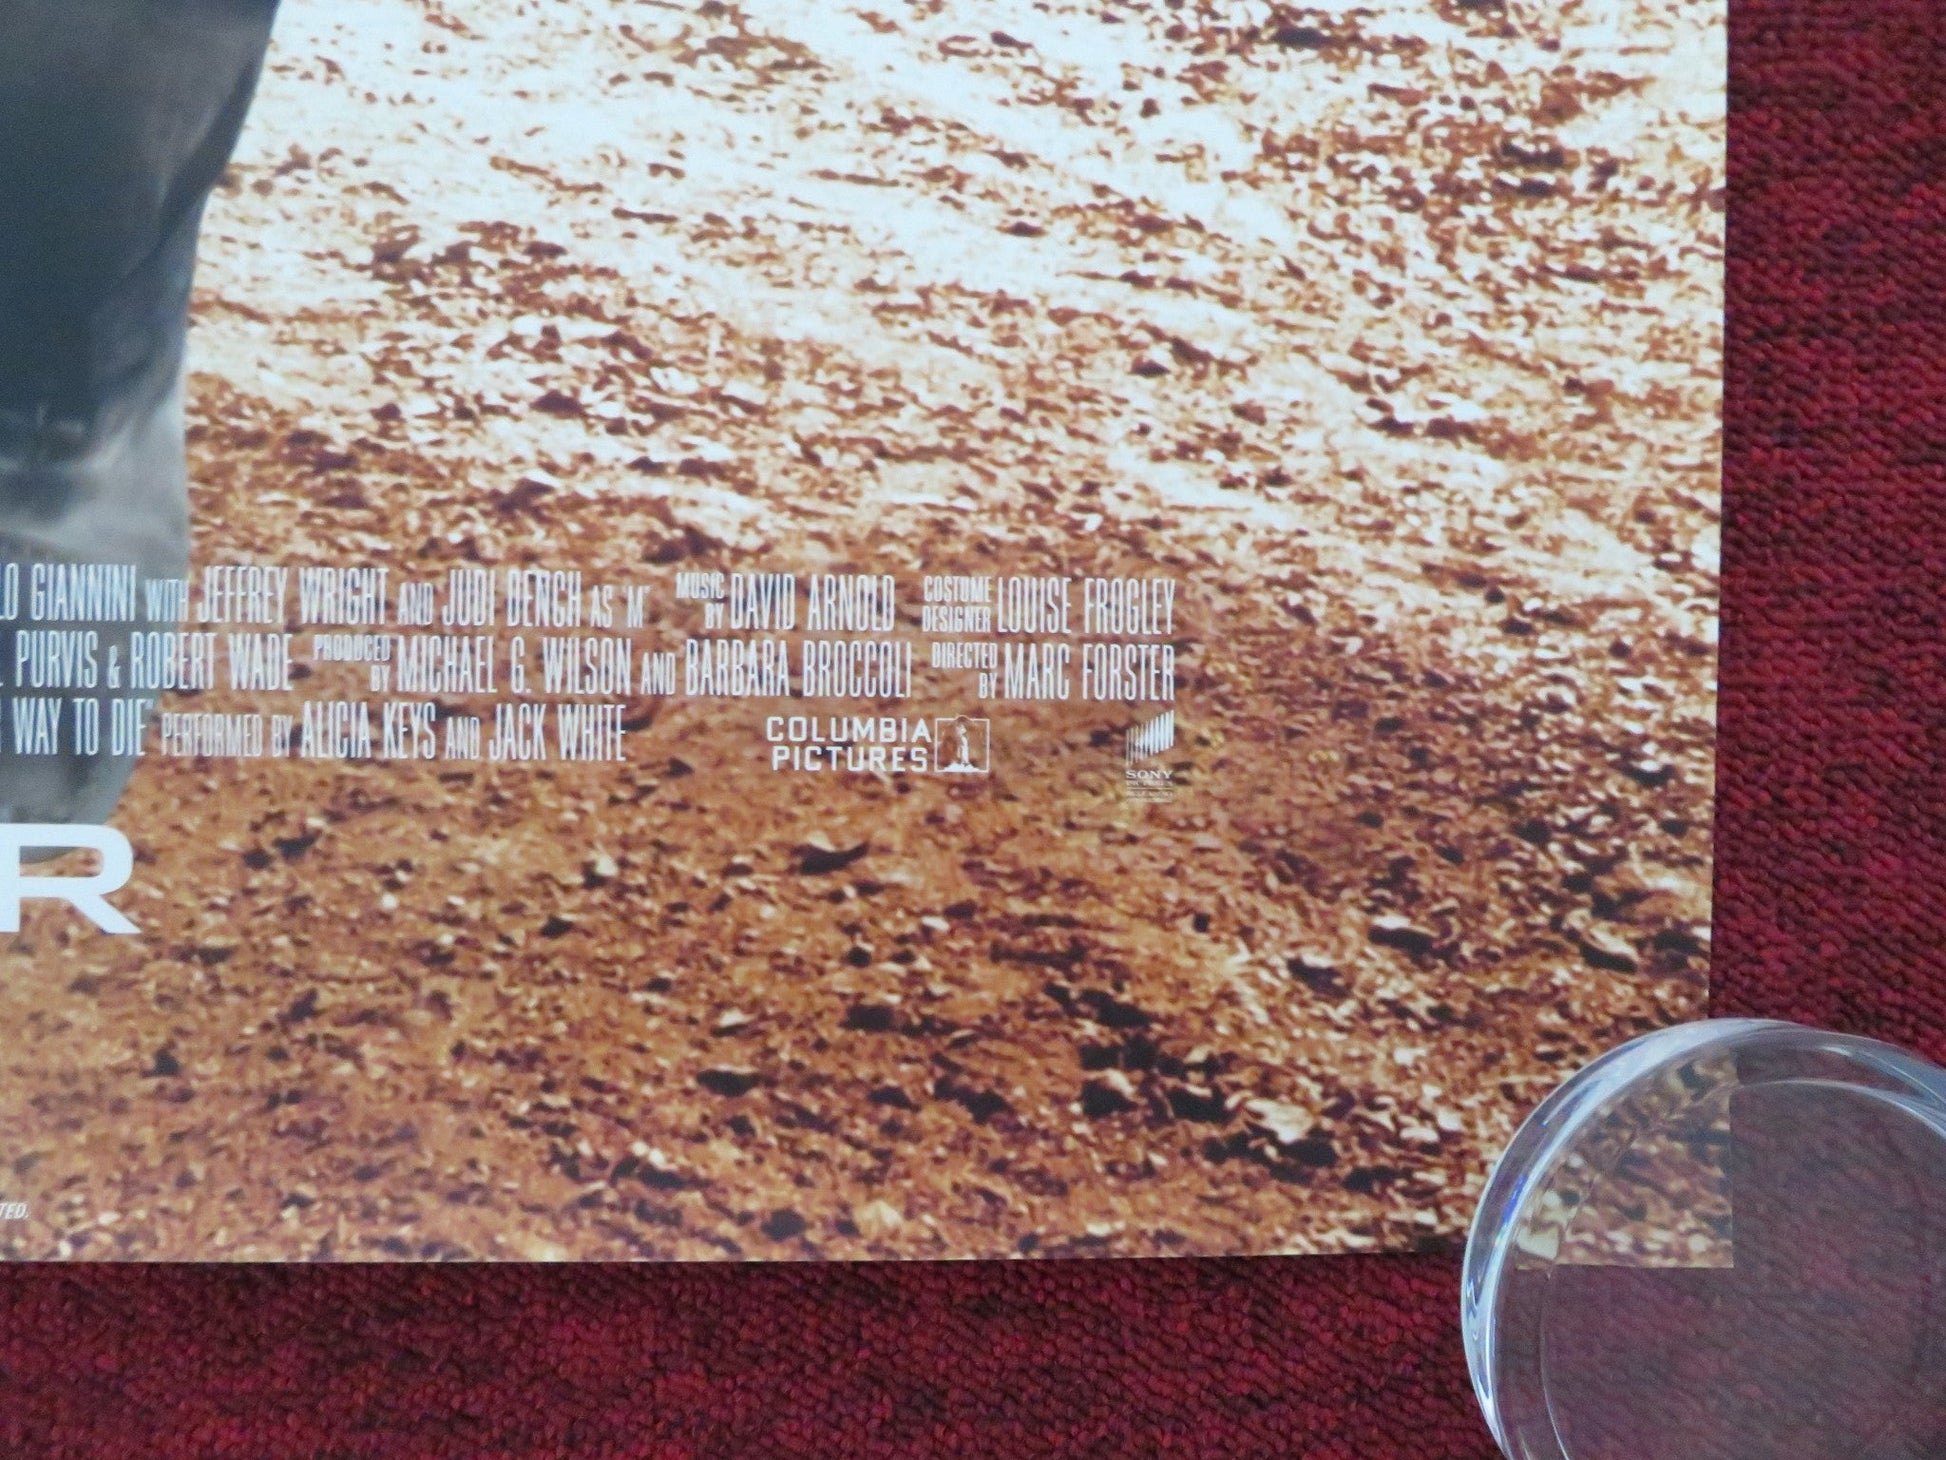 LO GIANNINI WITH JEFFREY WRIGHT AND JUDI DENCH AS "M" MUSIC BY DAVID ARNOLD COSTUME DESIGNER LOUISE FROGLEY
PURVIS & ROBERT WADE PRODUCED BY MICHAEL G. WILSON AND BARBARA BROCCOLI DIRECTED BY MARC FORSTER
WAY TO DIE" PERFORMED BY ALICIA KEYS AND JACK WHITE
COLUMBIA
PICTURES
SONY
R
TED.